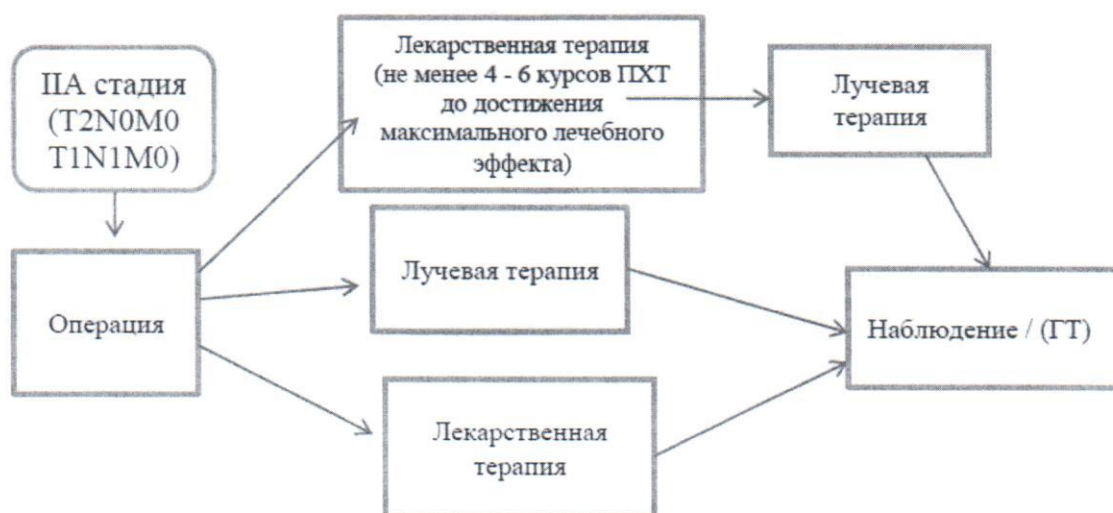 IIA стадия
(T2N0M0
T1N1M0)
Операция
Лекарственная терапия
(не менее 4 - 6 курсов ПХТ
до достижения
максимального лечебного
эффекта)
Лучевая
терапия
Лучевая терапия
Лекарственная
терапия
Наблюдение / (ГТ)